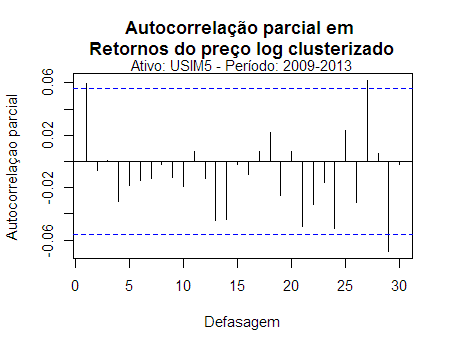 Autocorrelação parcial em
Retornos do preço log clusterizado
Ativo: USIM5 - Período: 2009-2013
Autocorrelaçao parcial
0.06
0.02
-0.02
-0.06
0 5 10 15 20 25 30
Defasagem